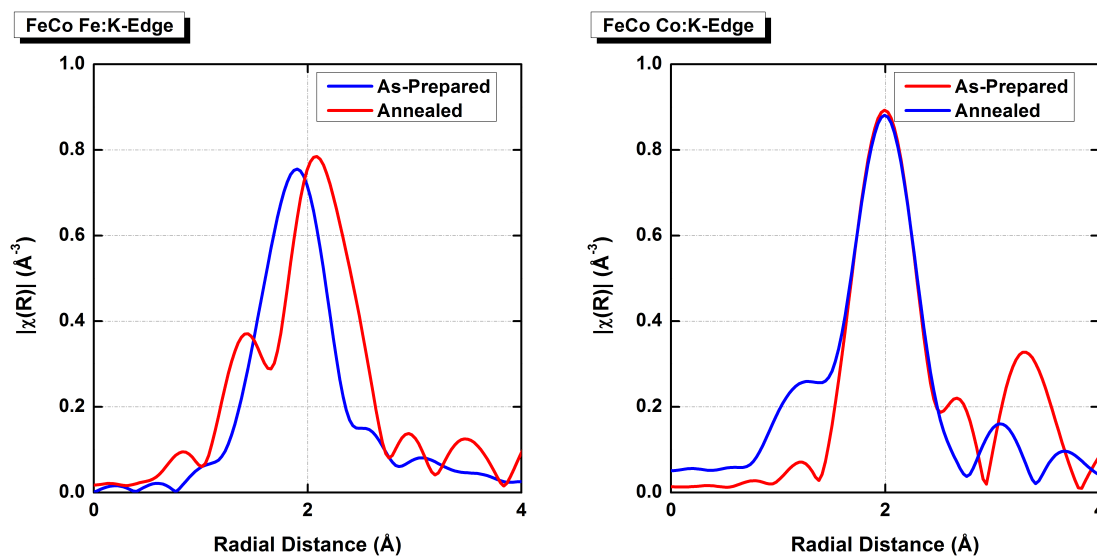 FeCo Fe:K-Edge
1.0
0.8
0.6
0.4
0.2
0.0
|χ(R)| (Å⁻³)
As-Prepared
Annealed
0
2
4
Radial Distance (Å)
FeCo Co:K-Edge
1.0
0.8
0.6
0.4
0.2
0.0
|χ(R)| (Å⁻³)
As-Prepared
Annealed
0
2
4
Radial Distance (Å)